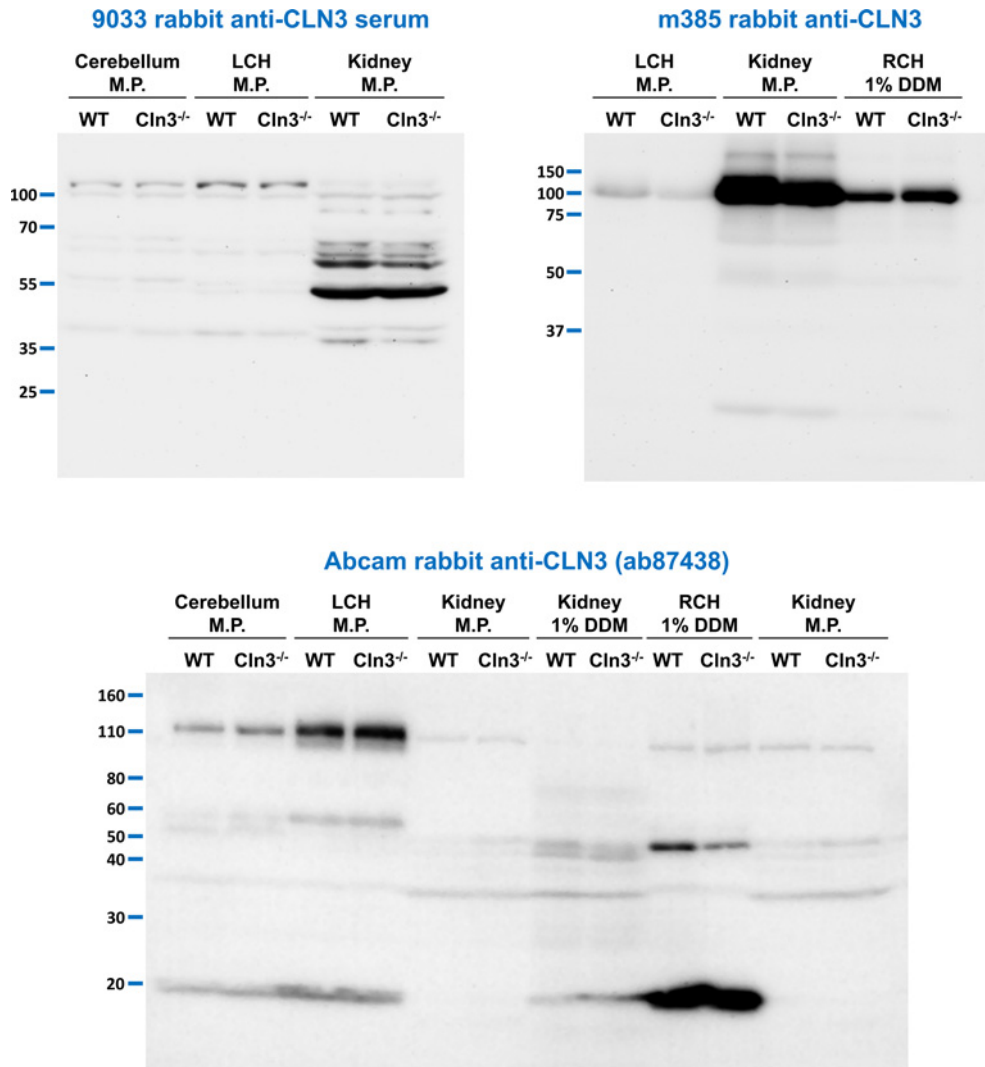 9033 rabbit anti-CLN3 serum
Cerebellum LCH Kidney
M.P. M.P. M.P.
WT Cln3-/- WT Cln3-/- WT Cln3-/-
100
70
55
35
25
m385 rabbit anti-CLN3
LCH Kidney RCH
M.P. M.P. 1% DDM
WT Cln3-/- WT Cln3-/- WT Cln3-/-
150
100
75
50
37
Abcam rabbit anti-CLN3 (ab87438)
Cerebellum LCH Kidney Kidney RCH Kidney
M.P. M.P. M.P. 1% DDM 1% DDM M.P.
WT Cln3-/- WT Cln3-/- WT Cln3-/- WT Cln3-/- WT Cln3-/- WT Cln3-/-
160
110
80
60
50
40
30
20